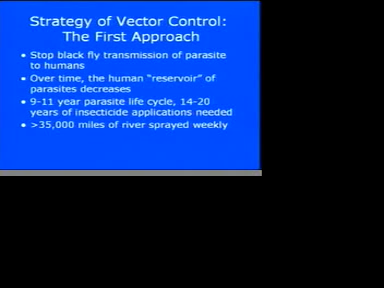 Strategy of Vector Control:
The First Approach
• Stop black fly transmission of parasite
to humans
• Over time, the human “reservoir” of
parasites decreases
• 9-11 year parasite life cycle, 14-20
years of insecticide applications needed
• >35,000 miles of river sprayed weekly